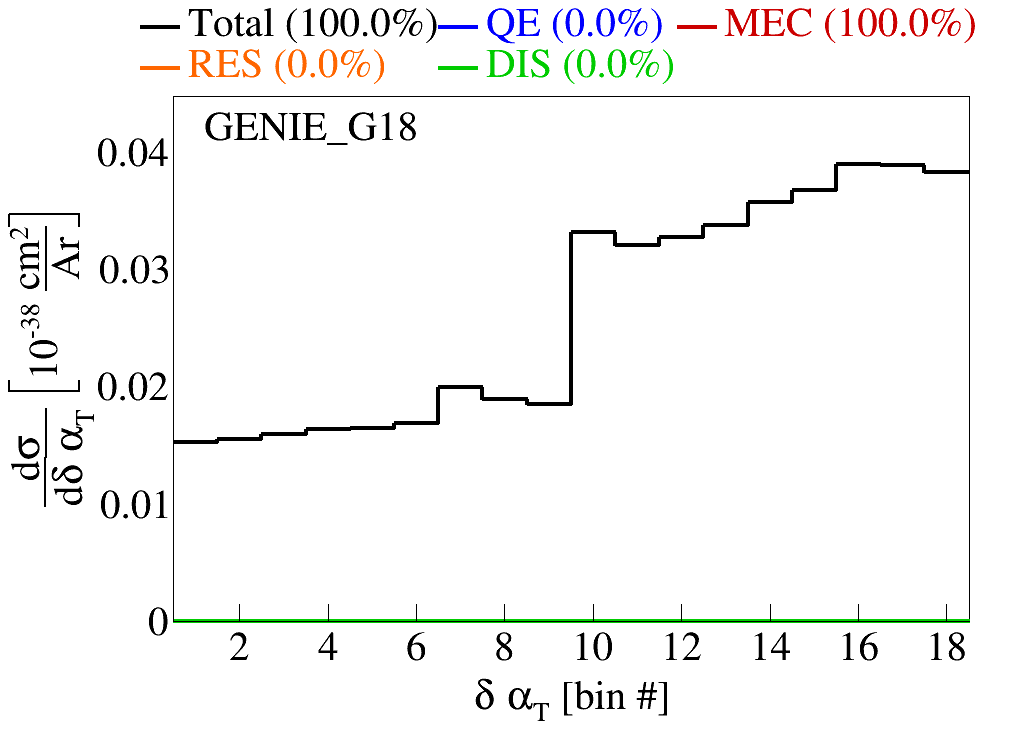 Total (100.0%) QE (0.0%) MEC (100.0%)
RES (0.0%) DIS (0.0%)
GENIE_G18
0.04
0.03
0.02
0.01
0
dσ/dδ α_T [10^-38 cm^2/Ar]
2 4 6 8 10 12 14 16 18
δ α_T [bin #]